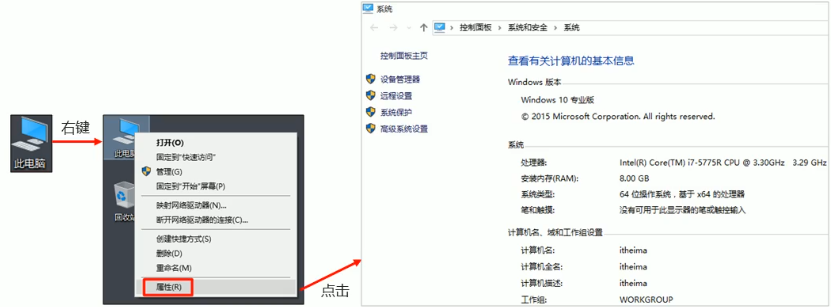 此电脑
右键
此电脑
回收站
打开(O)
固定到"快速访问"
管理(G)
固定到"开始"屏幕(P)
映射网络驱动器(N)...
断开网络驱动器的连接(C)...
创建快捷方式(S)
删除(D)
重命名(M)
属性(R)
点击
系统
控制面板 › 系统和安全 › 系统
控制面板主页
设备管理器
远程设置
系统保护
高级系统设置
查看有关计算机的基本信息
Windows 版本
Windows 10 专业版
© 2015 Microsoft Corporation. All rights reserved.
系统
处理器: Intel(R) Core(TM) i7-5775R CPU @ 3.30GHz 3.29 GHz
安装内存(RAM): 8.00 GB
系统类型: 64 位操作系统，基于 x64 的处理器
笔和触摸: 没有可用于此显示器的笔或触控输入
计算机名、域和工作组设置
计算机名: itheima
计算机全名: itheima
计算机描述: itheima
工作组: WORKGROUP